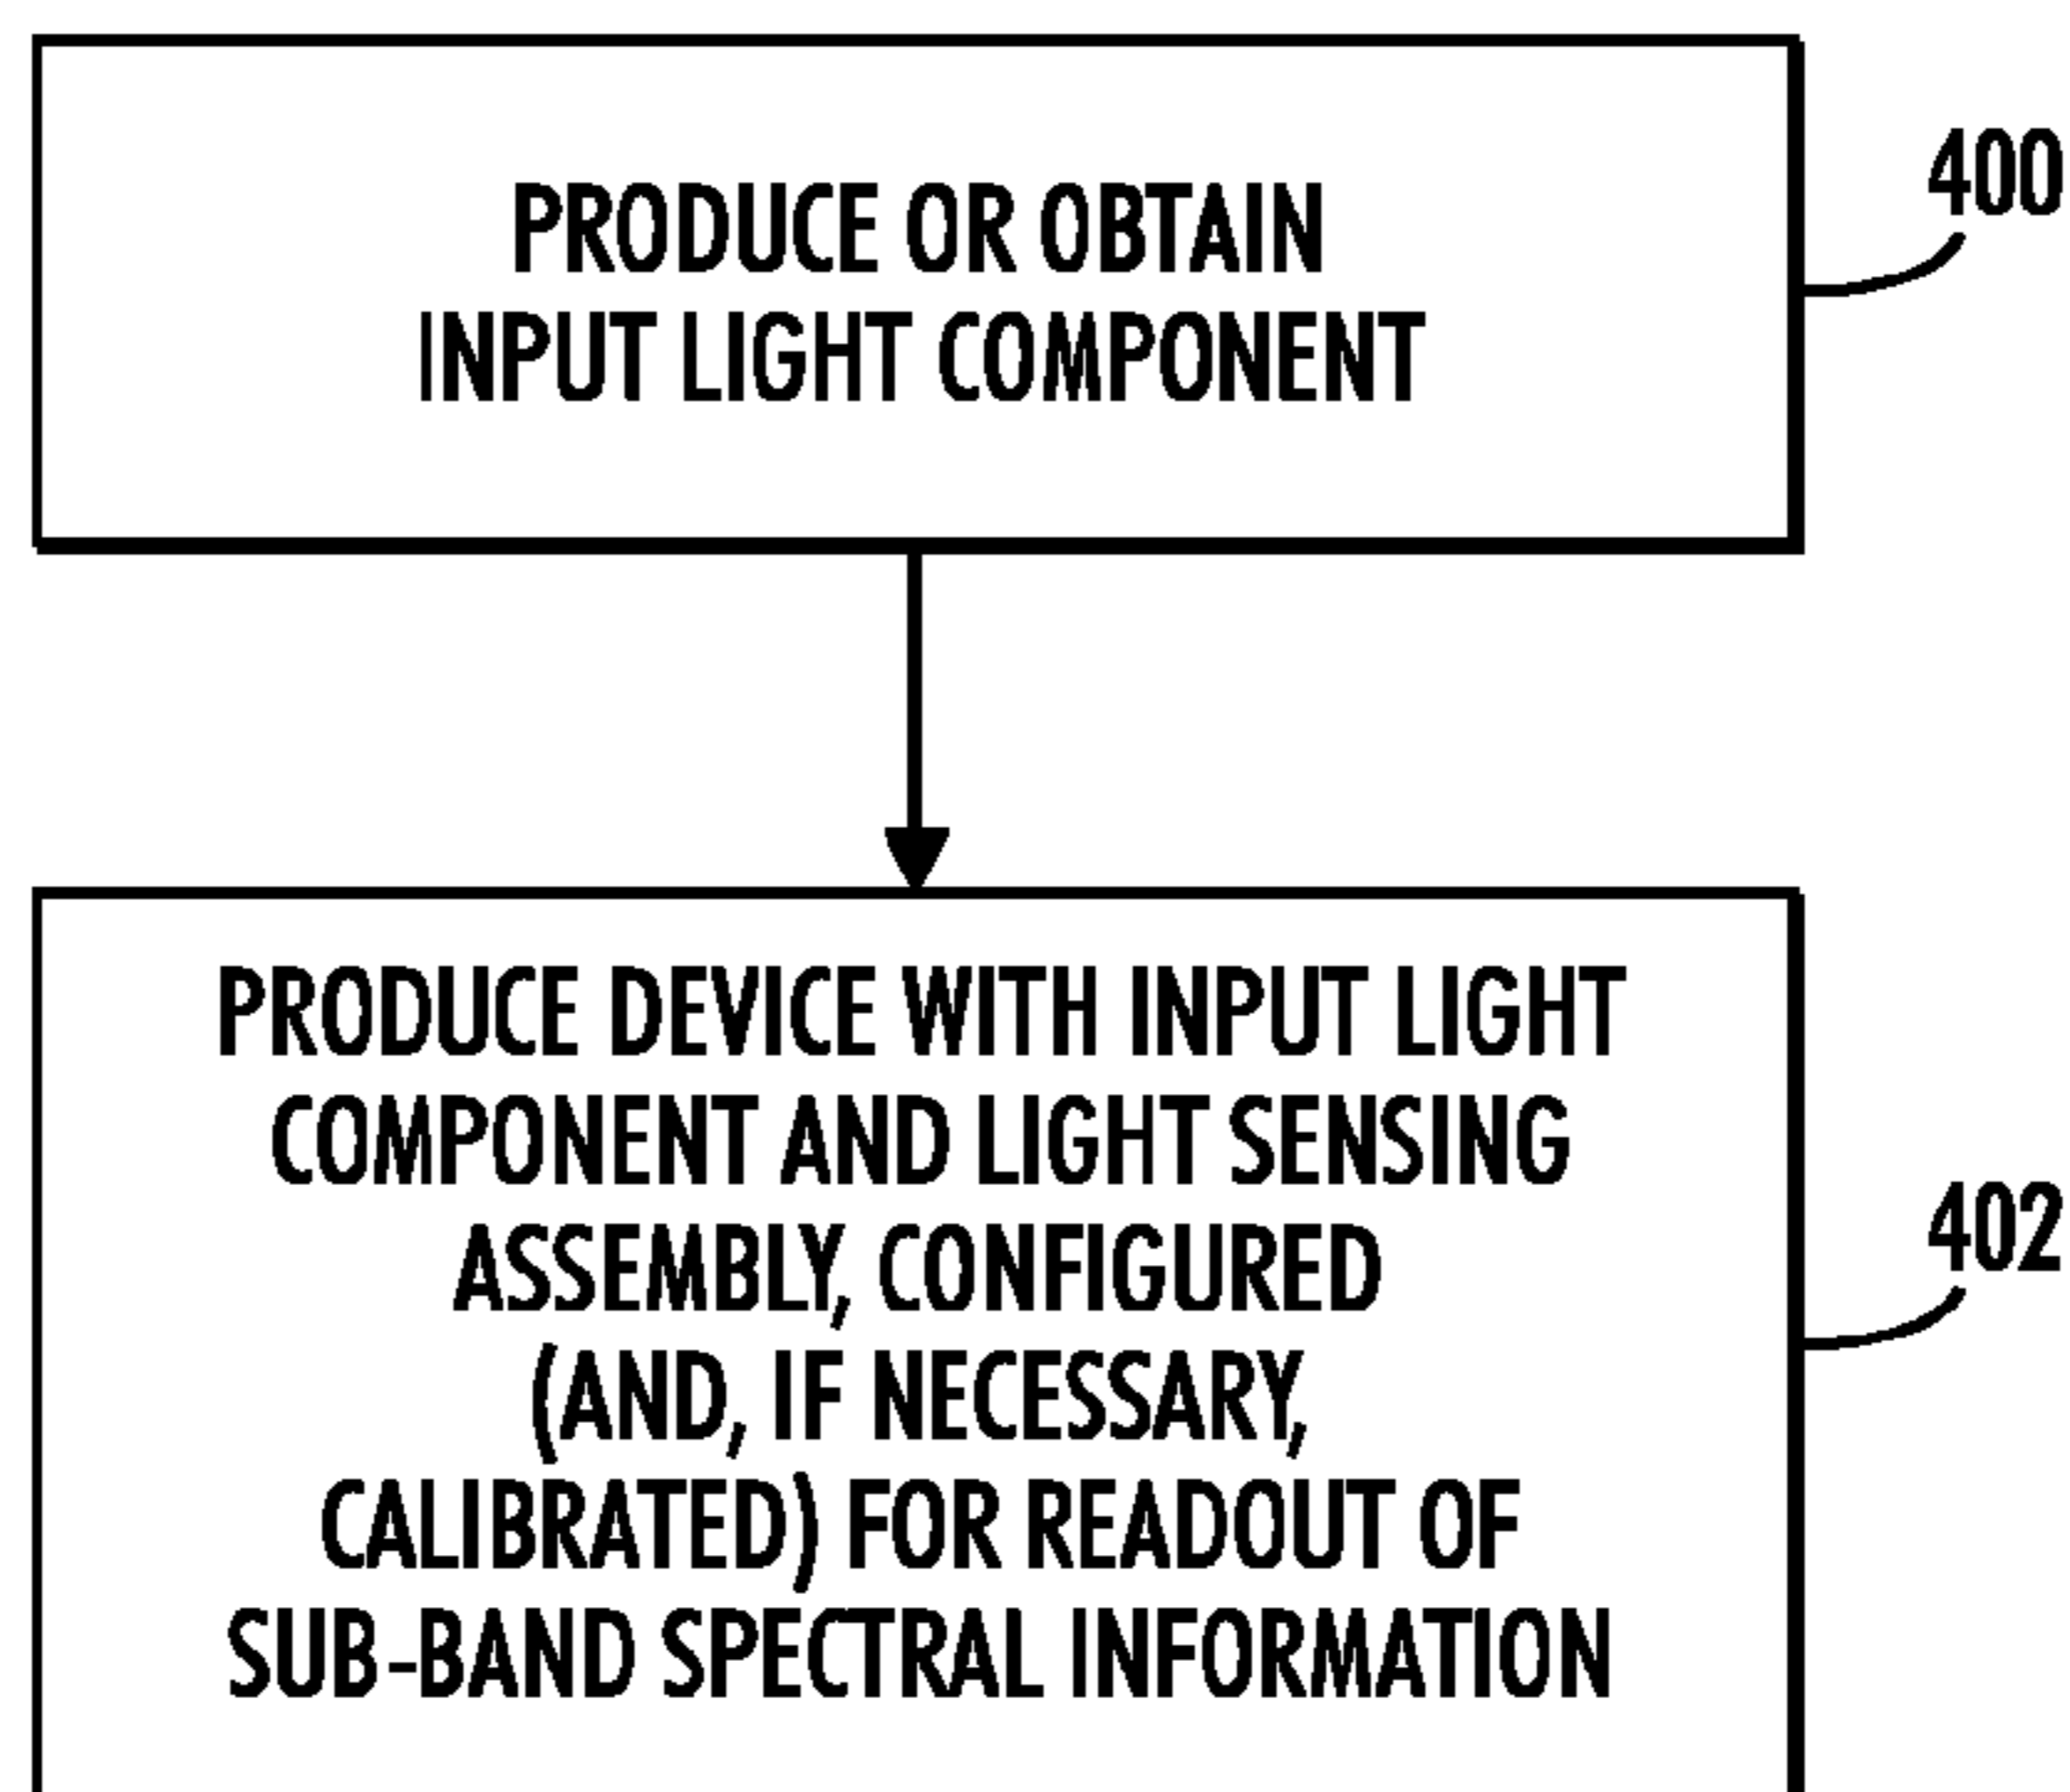 PRODUCE OR OBTAIN
INPUT LIGHT COMPONENT
400
PRODUCE DEVICE WITH INPUT LIGHT
COMPONENT AND LIGHT SENSING
ASSEMBLY, CONFIGURED
(AND, IF NECESSARY,
CALIBRATED) FOR READOUT OF
SUB-BAND SPECTRAL INFORMATION
402